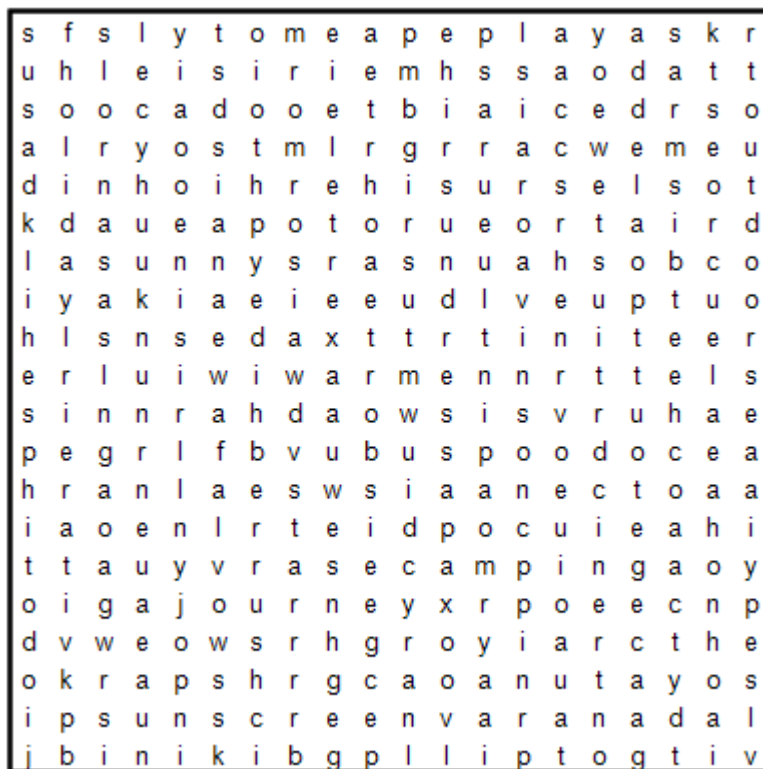 s f s l y t o m e a p e p l a y a s k r
u h l e i s i r i e m h s s a o d a t t
s o o c a d o o e t b i a i c e d r s o
a l r y o s t m l r g r r a c w e m e u
d i n h o i h r e h i s u r s e l s o t
k d a u e a p o t o r u e o r t a i r d
l a s u n n y s r a s n u a h s o b c o
i y a k i a e i e e u d l v e u p t u o
h l s n s e d a x t t r t i n i t e e r
e r l u i w i w a r m e n n r t t e l s
s i n n r a h d a o w s i s v r u h a e
p e g r l f b v u b u s p o o d o c e a
h r a n l a e s w s i a a n e c t o a a
i a o e n l r t e i d p o c u i e a h i
t t a u y v r a s e c a m p i n g a o y
o i g a j o u r n e y x r p o e e c n p
d v w e o w s r h g r o y i a r c t h e
o k r a p s h r g c a o a n u t a y o s
i p s u n s c r e e n v a r a n a d a l
j b i n i k i b g p l l i p t o g t i v